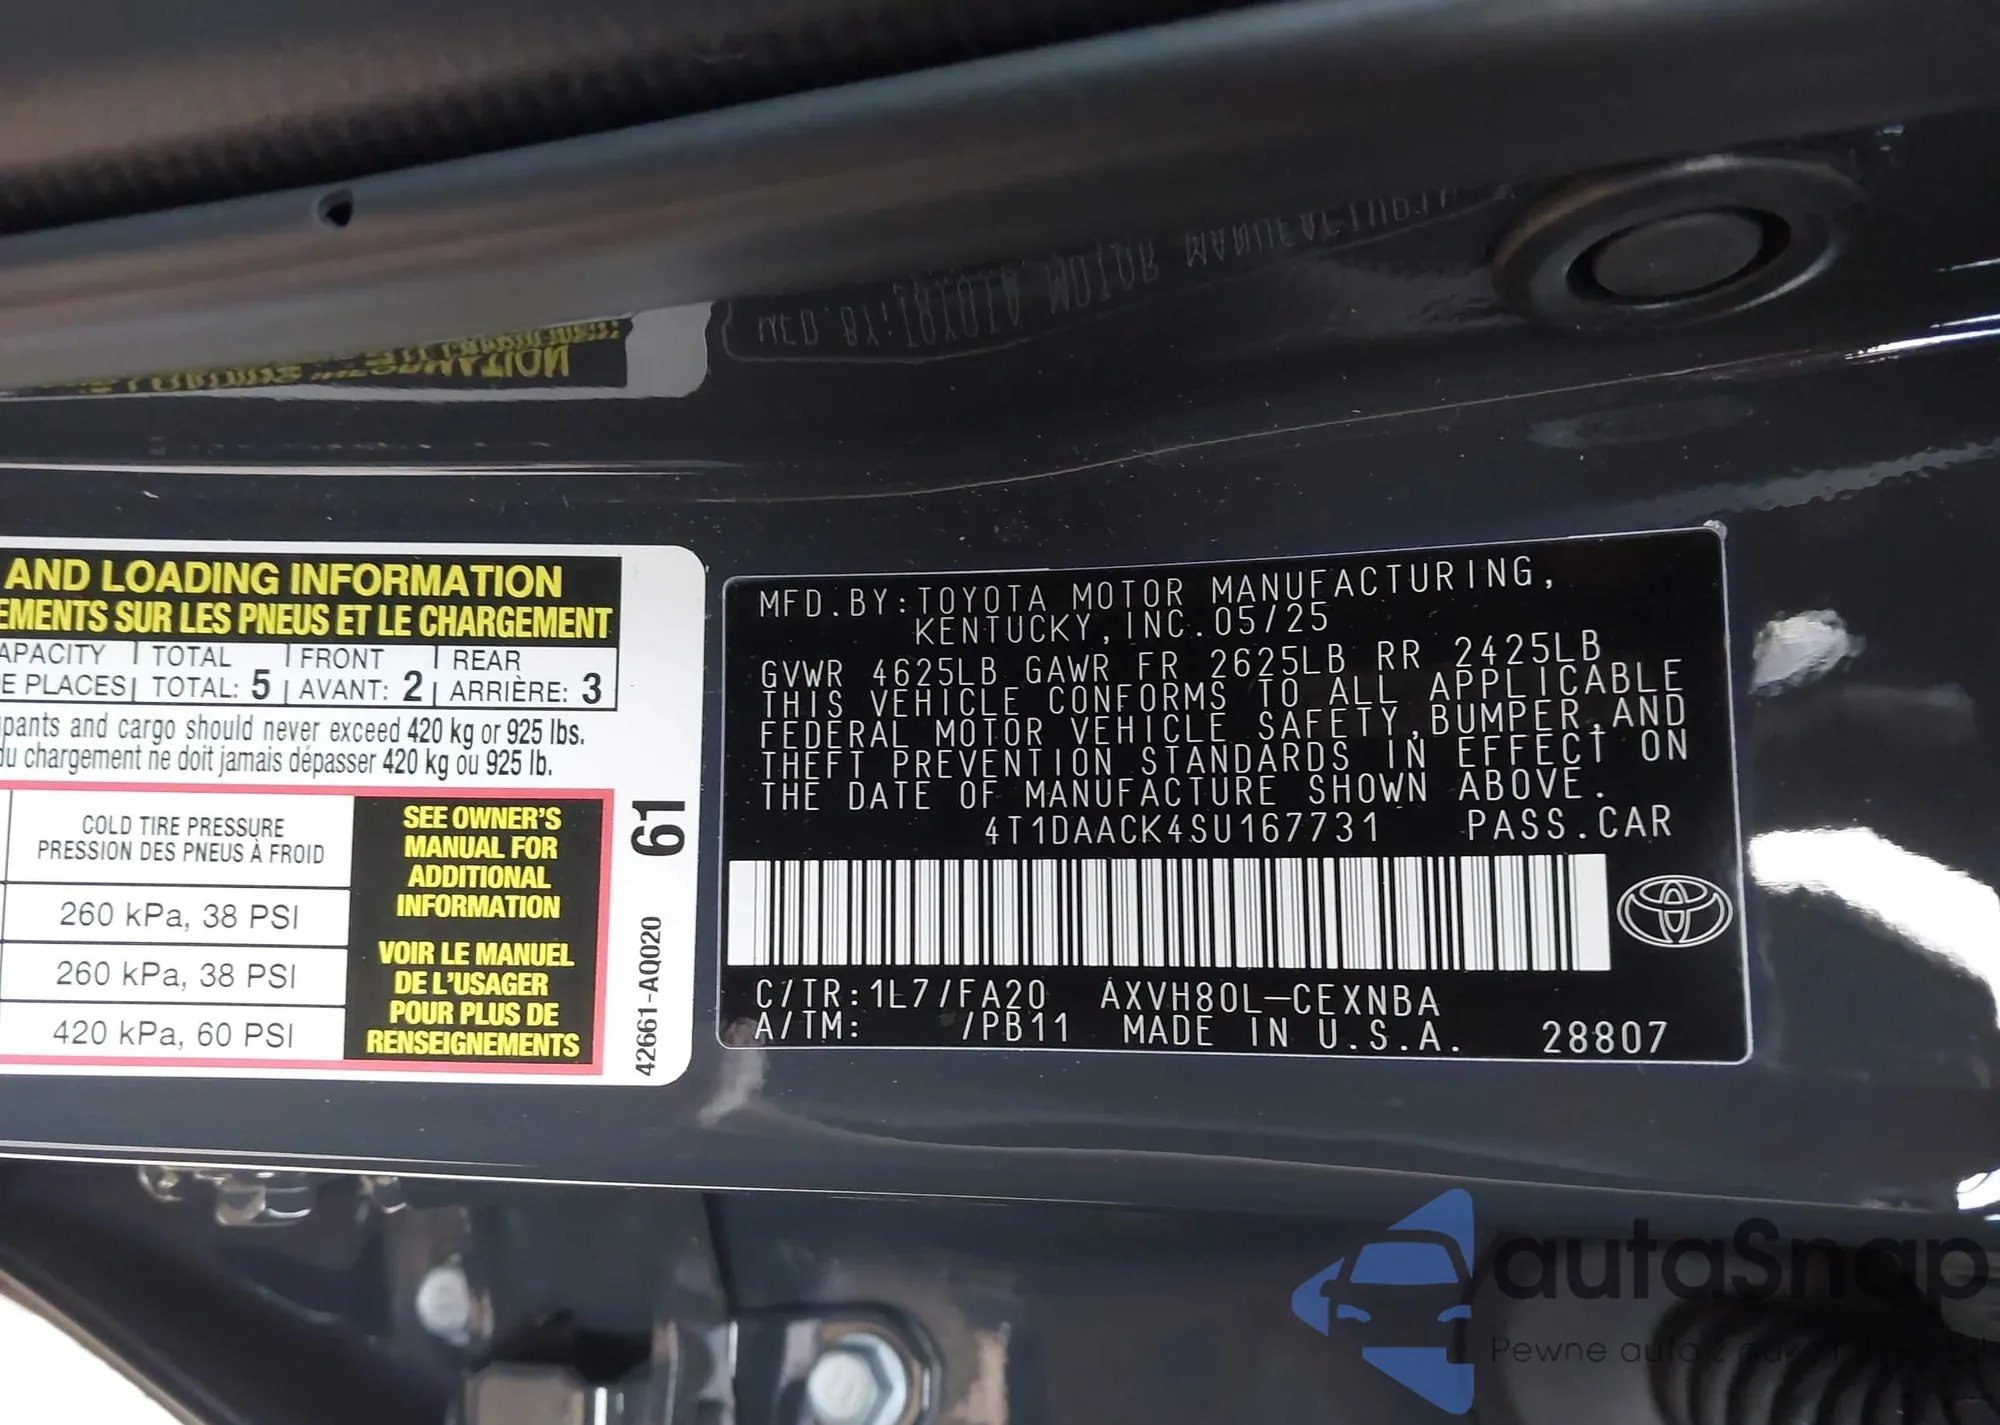 AND LOADING INFORMATION
EMENTS SUR LES PNEUS ET LE CHARGEMENT
APACITY TOTAL FRONT REAR
E PLACES TOTAL: 5 AVANT: 2 ARRIÈRE: 3
pants and cargo should never exceed 420 kg or 925 lbs.
du chargement ne doit jamais dépasser 420 kg ou 925 lb.
COLD TIRE PRESSURE
PRESSION DES PNEUS À FROID
260 kPa, 38 PSI
260 kPa, 38 PSI
420 kPa, 60 PSI
SEE OWNER'S
MANUAL FOR
ADDITIONAL
INFORMATION
VOIR LE MANUEL
DE L'USAGER
POUR PLUS DE
RENSEIGNEMENTS
61
42661-AQ020
MFD.BY:TOYOTA MOTOR MANUFACTURING,
KENTUCKY,INC.05/25
GVWR 4625LB GAWR FR 2625LB RR 2425LB
THIS VEHICLE CONFORMS TO ALL APPLICABLE
FEDERAL MOTOR VEHICLE SAFETY,BUMPER,AND
THEFT PREVENTION STANDARDS IN EFFECT ON
THE DATE OF MANUFACTURE SHOWN ABOVE.
4T1DAACK4SU167731 PASS.CAR
C/TR:1L7/FA20 AXVH80L-CEXNBA
A/TM: /PB11 MADE IN U.S.A. 28807
autaSnap
Pewne auta z